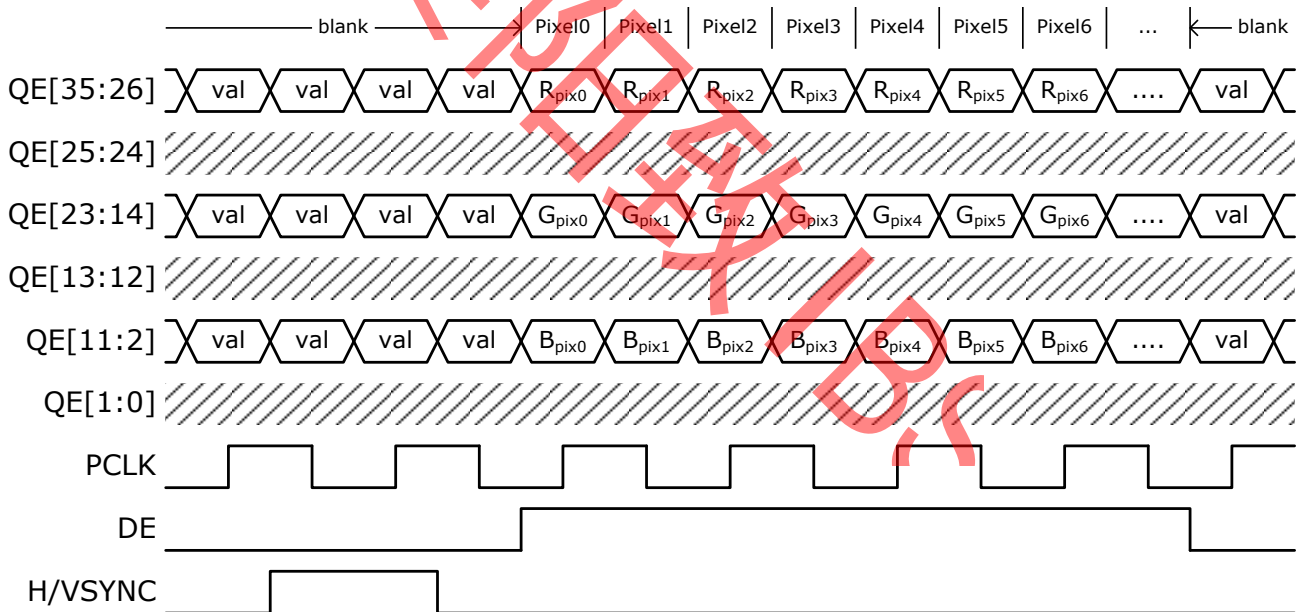 blank Pixel0 Pixel1 Pixel2 Pixel3 Pixel4 Pixel5 Pixel6 ... blank
QE[35:26] val val val val Rpix0 Rpix1 Rpix2 Rpix3 Rpix4 Rpix5 Rpix6 .... val
QE[25:24]
QE[23:14] val val val val Gpix0 Gpix1 Gpix2 Gpix3 Gpix4 Gpix5 Gpix6 .... val
QE[13:12]
QE[11:2] val val val val Bpix0 Bpix1 Bpix2 Bpix3 Bpix4 Bpix5 Bpix6 .... val
QE[1:0]
PCLK
DE
H/VSYNC